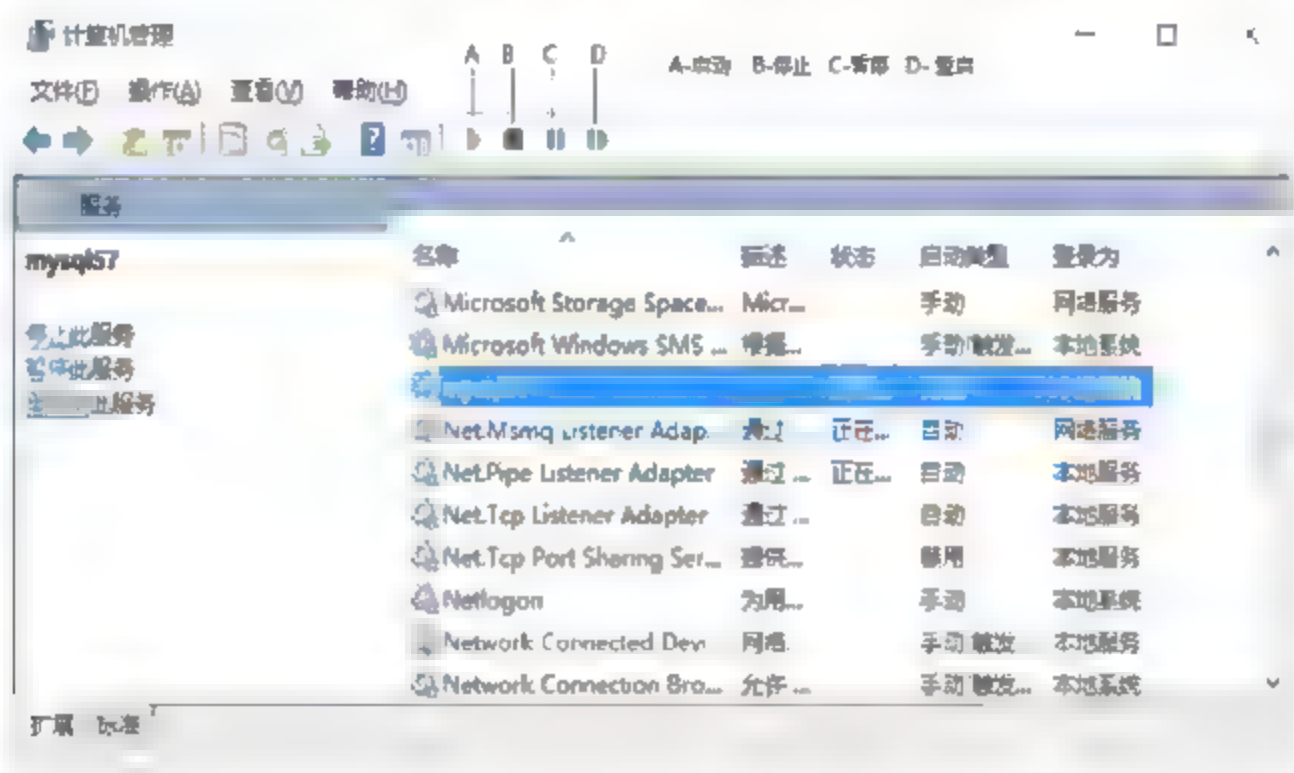 计算机管理
A B C D A-启动 B-停止 C-暂停 D- 重启
文件(F) 操作(A) 查看(V) 帮助(H)
服务
mysql57
停止此服务
暂停此服务
此服务
名称 描述 状态 启动类型 登录为
Microsoft Storage Space... Micr... 手动 网络服务
Microsoft Windows SMS ... 根据... 手动(触发... 本地系统
Net.Msmq Listener Adap 通过 正在... 自动 网络服务
Net.Pipe Listener Adapter 通过 ... 正在... 自动 本地服务
Net.Tcp Listener Adapter 通过 ... 自动 本地服务
Net.Tcp Port Sharing Ser... 提供... 禁用 本地服务
Netlogon 为用... 手动 本地系统
Network Connected Dev 网络. 手动 触发 本地服务
Network Connection Bro... 允许 ... 手动 触发... 本地系统
扩展 标准